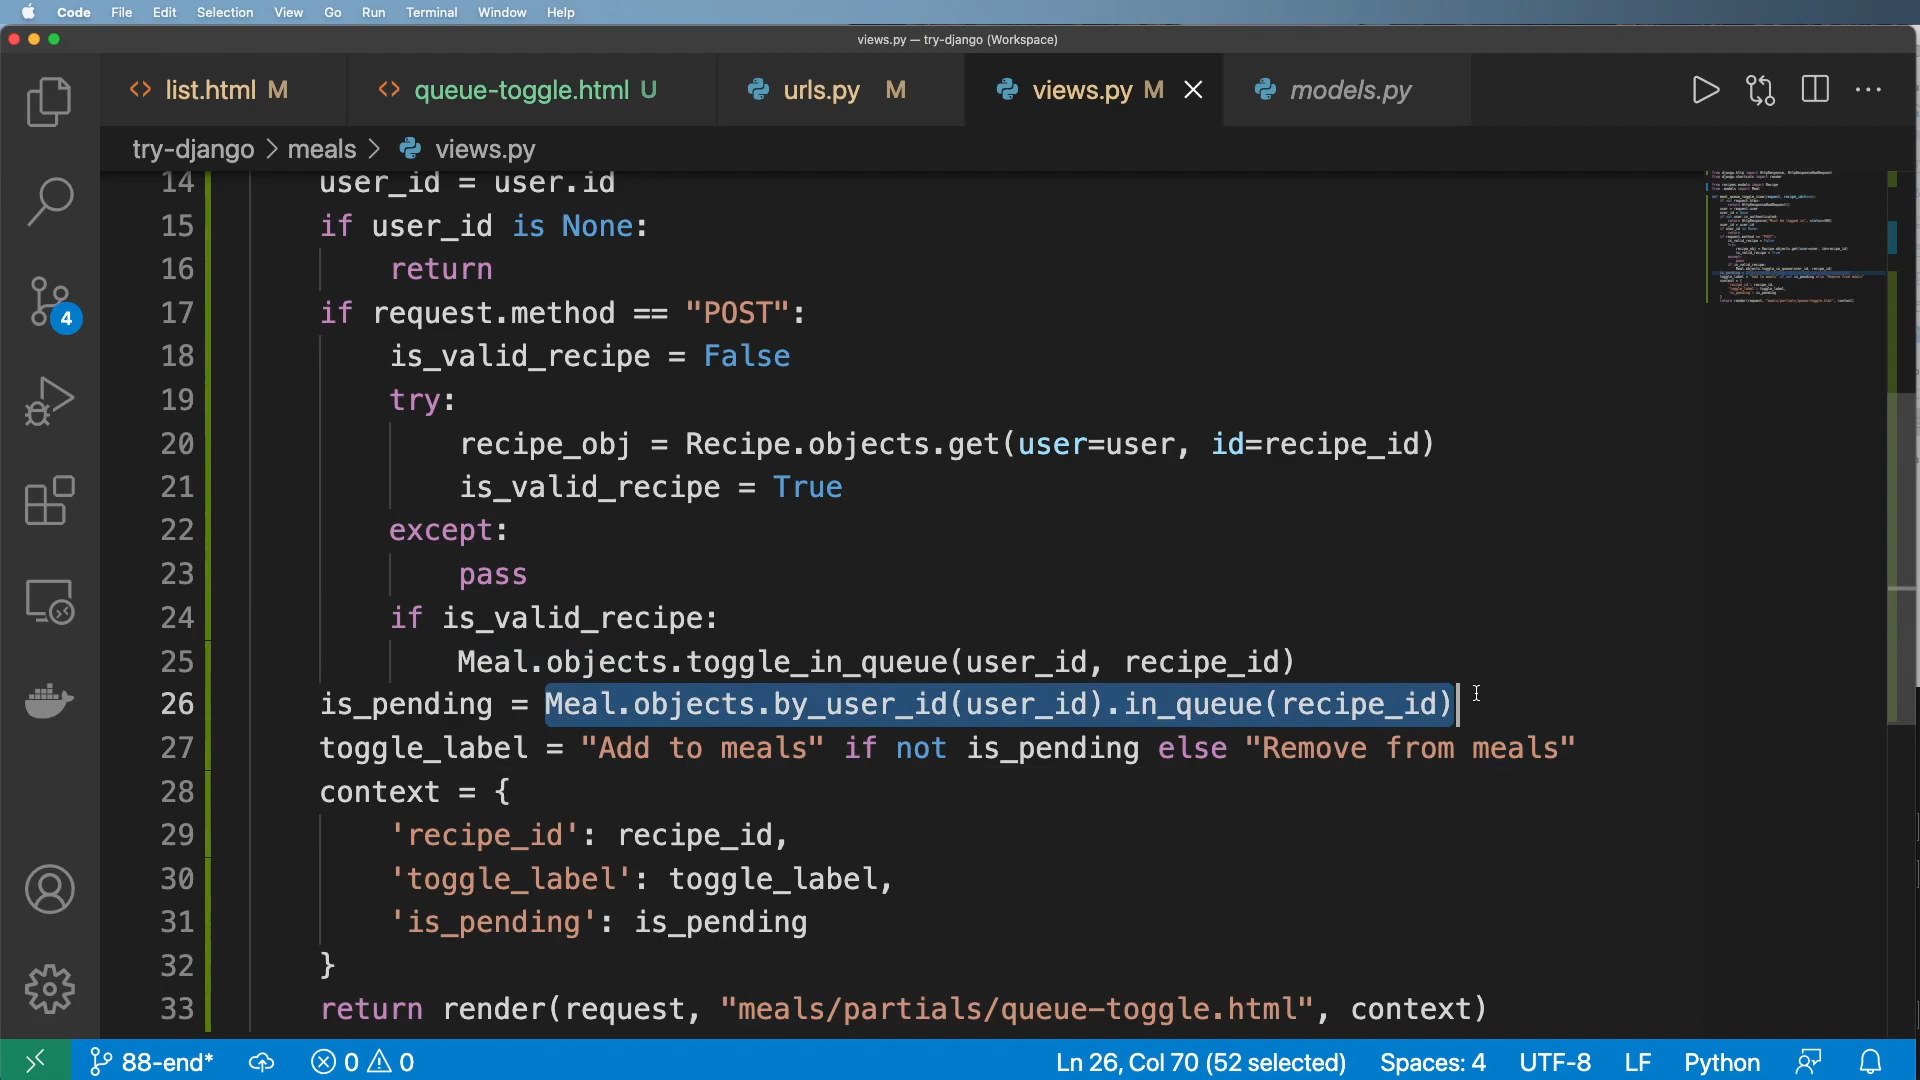 Code File Edit Selection View Go Run Terminal Window Help
views.py — try-django (Workspace)
<> list.html M <> queue-toggle.html U urls.py M views.py M models.py
try-django > meals > views.py
14 user_id = user.id
15 if user_id is None:
16 return
17 if request.method == "POST":
18 is_valid_recipe = False
19 try:
20 recipe_obj = Recipe.objects.get(user=user, id=recipe_id)
21 is_valid_recipe = True
22 except:
23 pass
24 if is_valid_recipe:
25 Meal.objects.toggle_in_queue(user_id, recipe_id)
26 is_pending = Meal.objects.by_user_id(user_id).in_queue(recipe_id)
27 toggle_label = "Add to meals" if not is_pending else "Remove from meals"
28 context = {
29 'recipe_id': recipe_id,
30 'toggle_label': toggle_label,
31 'is_pending': is_pending
32 }
33 return render(request, "meals/partials/queue-toggle.html", context)
4
88-end* 0 0 Ln 26, Col 70 (52 selected) Spaces: 4 UTF-8 LF Python